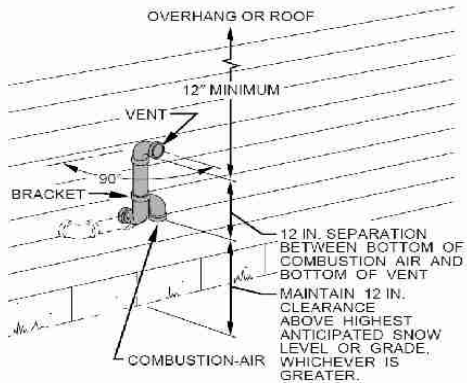 OVERHANG OR ROOF
12" MINIMUM
VENT
90°
BRACKET
12 IN. SEPARATION
BETWEEN BOTTOM OF
COMBUSTION AIR AND
BOTTOM OF VENT
MAINTAIN 12 IN.
CLEARANCE
ABOVE HIGHEST
ANTICIPATED SNOW
LEVEL OR GRADE,
WHICHEVER IS
GREATER.
COMBUSTION-AIR